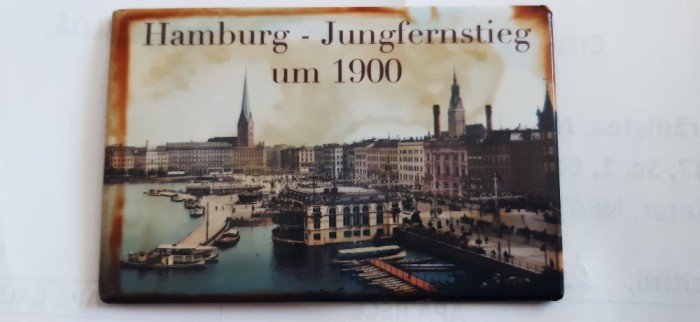 Hamburg - Jungfernstieg
um 1900